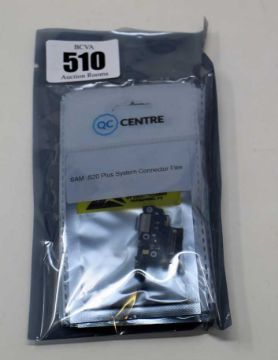 BCVA
510
Auction Rooms
QC CENTRE
SAM S20 Plus System Connector Flex